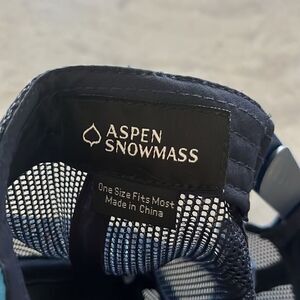 ASPEN
SNOWMASS
One Size Fits Most
Made in China